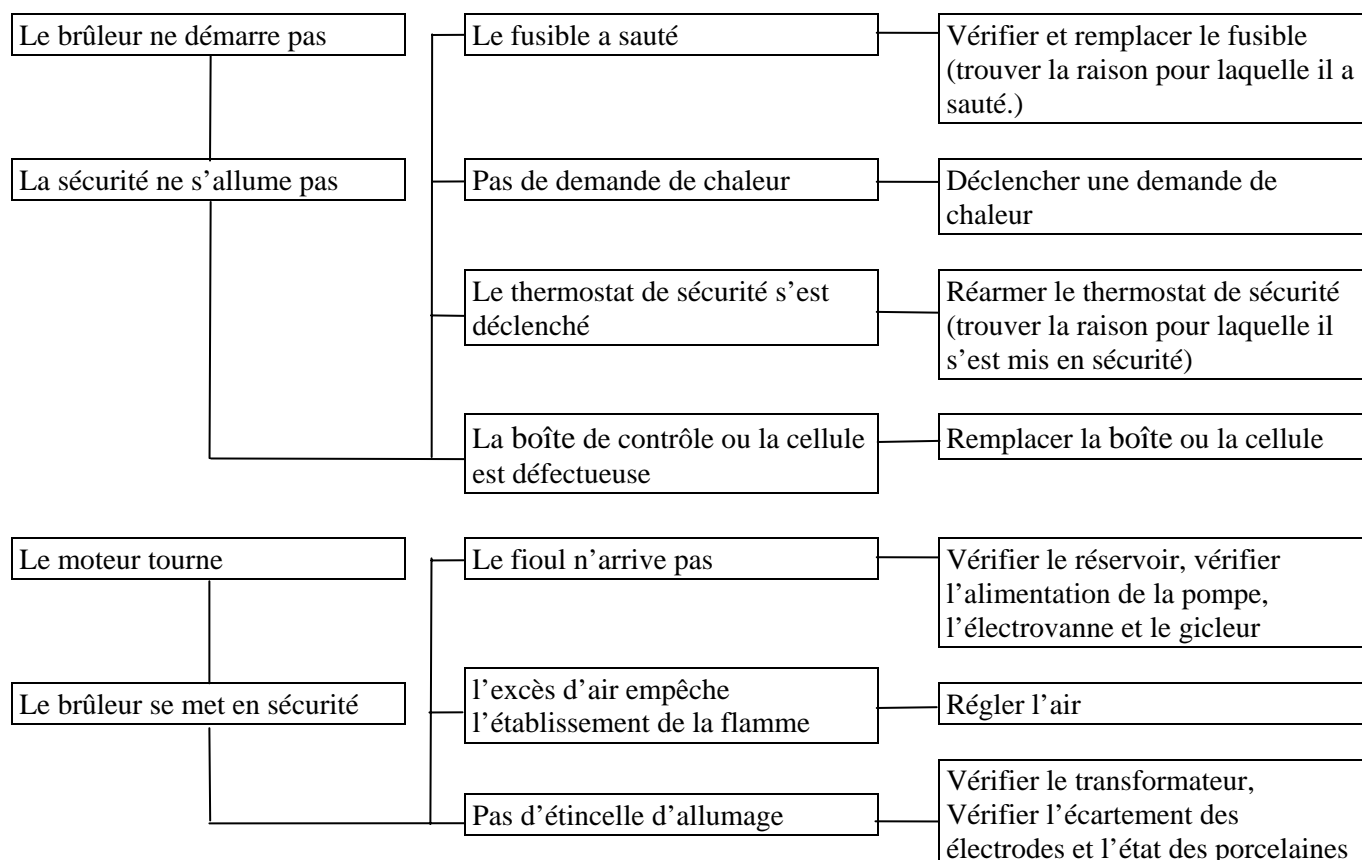 Le brûleur ne démarre pas
Le fusible a sauté
Vérifier et remplacer le fusible
(trouver la raison pour laquelle il a
sauté.)
La sécurité ne s’allume pas
Pas de demande de chaleur
Déclencher une demande de
chaleur
Le thermostat de sécurité s’est
déclenché
Réarmer le thermostat de sécurité
(trouver la raison pour laquelle il
s’est mis en sécurité)
La boîte de contrôle ou la cellule
est défectueuse
Remplacer la boîte ou la cellule
Le moteur tourne
Le fioul n’arrive pas
Vérifier le réservoir, vérifier
l’alimentation de la pompe,
l’électrovanne et le gicleur
Le brûleur se met en sécurité
l’excès d’air empêche
l’établissement de la flamme
Régler l’air
Pas d’étincelle d’allumage
Vérifier le transformateur,
Vérifier l’écartement des
électrodes et l’état des porcelaines